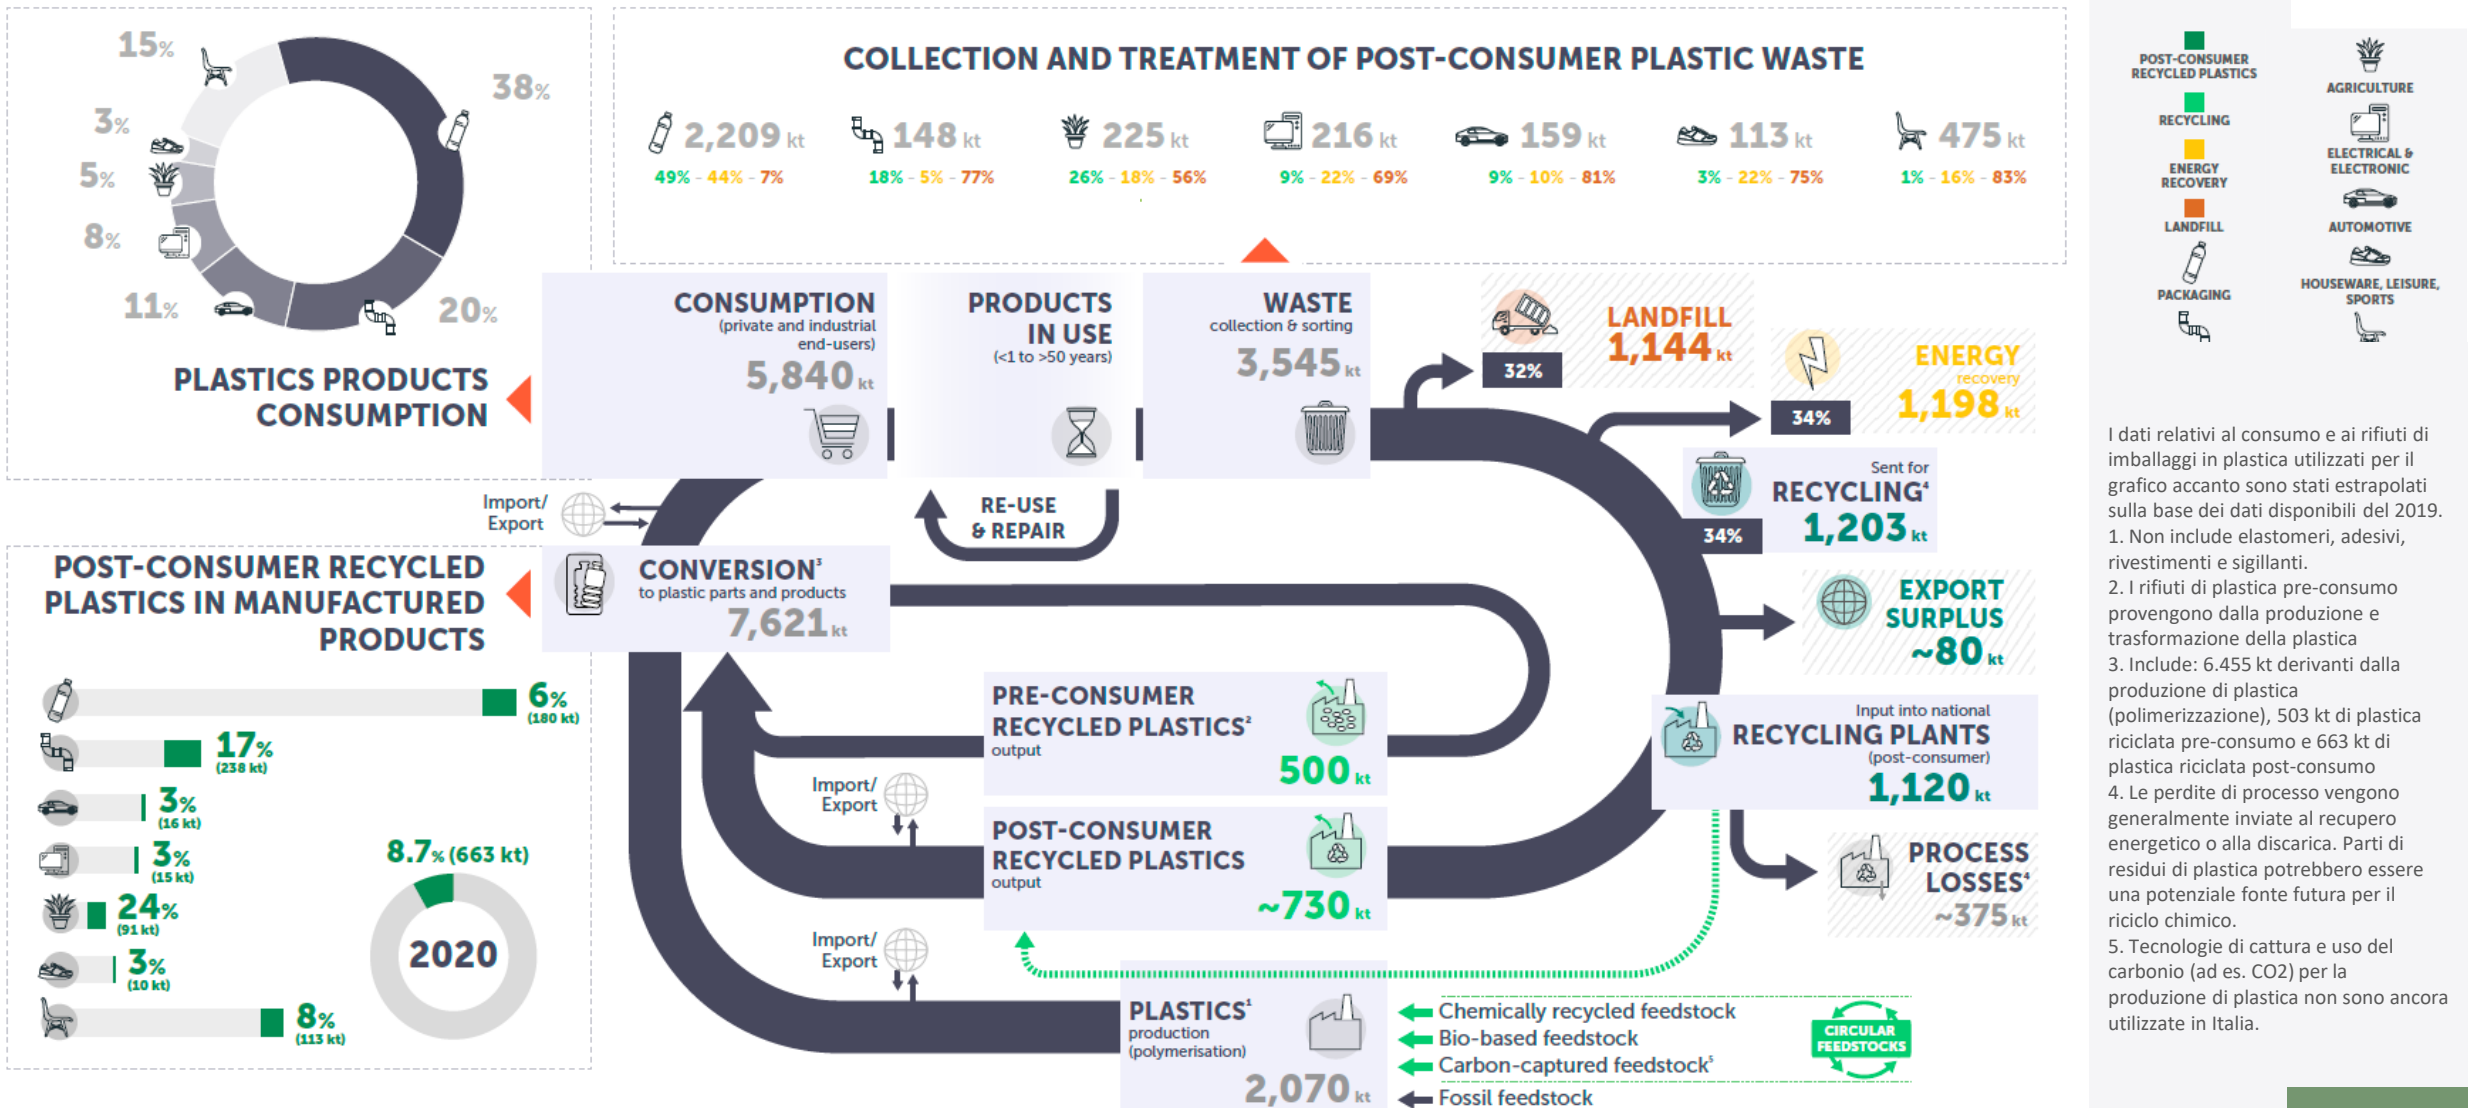 15%
38%
3%
5%
8%
11%
20%
PLASTICS PRODUCTS
CONSUMPTION
COLLECTION AND TREATMENT OF POST-CONSUMER PLASTIC WASTE
2,209 kt
49% - 44% - 7%
148 kt
18% - 5% - 77%
225 kt
26% - 18% - 56%
216 kt
9% - 22% - 69%
159 kt
9% - 10% - 81%
113 kt
3% - 22% - 75%
475 kt
1% - 16% - 83%
CONSUMPTION
(private and industrial
end-users)
5,840 kt
PRODUCTS
IN USE
(<1 to >50 years)
WASTE
collection & sorting
3,545 kt
RE-USE
& REPAIR
LANDFILL
1,144 kt
32%
ENERGY
recovery
1,198 kt
34%
Sent for
RECYCLING⁴
1,203 kt
34%
EXPORT
SURPLUS
~80 kt
Input into national
RECYCLING PLANTS
(post-consumer)
1,120 kt
PROCESS
LOSSES⁴
~375 kt
Import/
Export
CONVERSION³
to plastic parts and products
7,621 kt
PRE-CONSUMER
RECYCLED PLASTICS²
output
500 kt
Import/
Export
POST-CONSUMER
RECYCLED PLASTICS
output
~730 kt
Import/
Export
PLASTICS¹
production
(polymerisation)
2,070 kt
Chemically recycled feedstock
Bio-based feedstock
Carbon-captured feedstock⁵
Fossil feedstock
CIRCULAR
FEEDSTOCKS
POST-CONSUMER RECYCLED
PLASTICS IN MANUFACTURED
PRODUCTS
6%
(180 kt)
17%
(238 kt)
3%
(16 kt)
3%
(15 kt)
24%
(91 kt)
3%
(10 kt)
8%
(113 kt)
8.7% (663 kt)
2020
POST-CONSUMER
RECYCLED PLASTICS
RECYCLING
ENERGY
RECOVERY
LANDFILL
PACKAGING
AGRICULTURE
ELECTRICAL &
ELECTRONIC
AUTOMOTIVE
HOUSEWARE, LEISURE,
SPORTS
I dati relativi al consumo e ai rifiuti di
imballaggi in plastica utilizzati per il
grafico accanto sono stati estrapolati
sulla base dei dati disponibili del 2019.
1. Non include elastomeri, adesivi,
rivestimenti e sigillanti.
2. I rifiuti di plastica pre-consumo
provengono dalla produzione e
trasformazione della plastica
3. Include: 6.455 kt derivanti dalla
produzione di plastica
(polimerizzazione), 503 kt di plastica
riciclata pre-consumo e 663 kt di
plastica riciclata post-consumo
4. Le perdite di processo vengono
generalmente inviate al recupero
energetico o alla discarica. Parti di
residui di plastica potrebbero essere
una potenziale fonte futura per il
riciclo chimico.
5. Tecnologie di cattura e uso del
carbonio (ad es. CO2) per la
produzione di plastica non sono ancora
utilizzate in Italia.